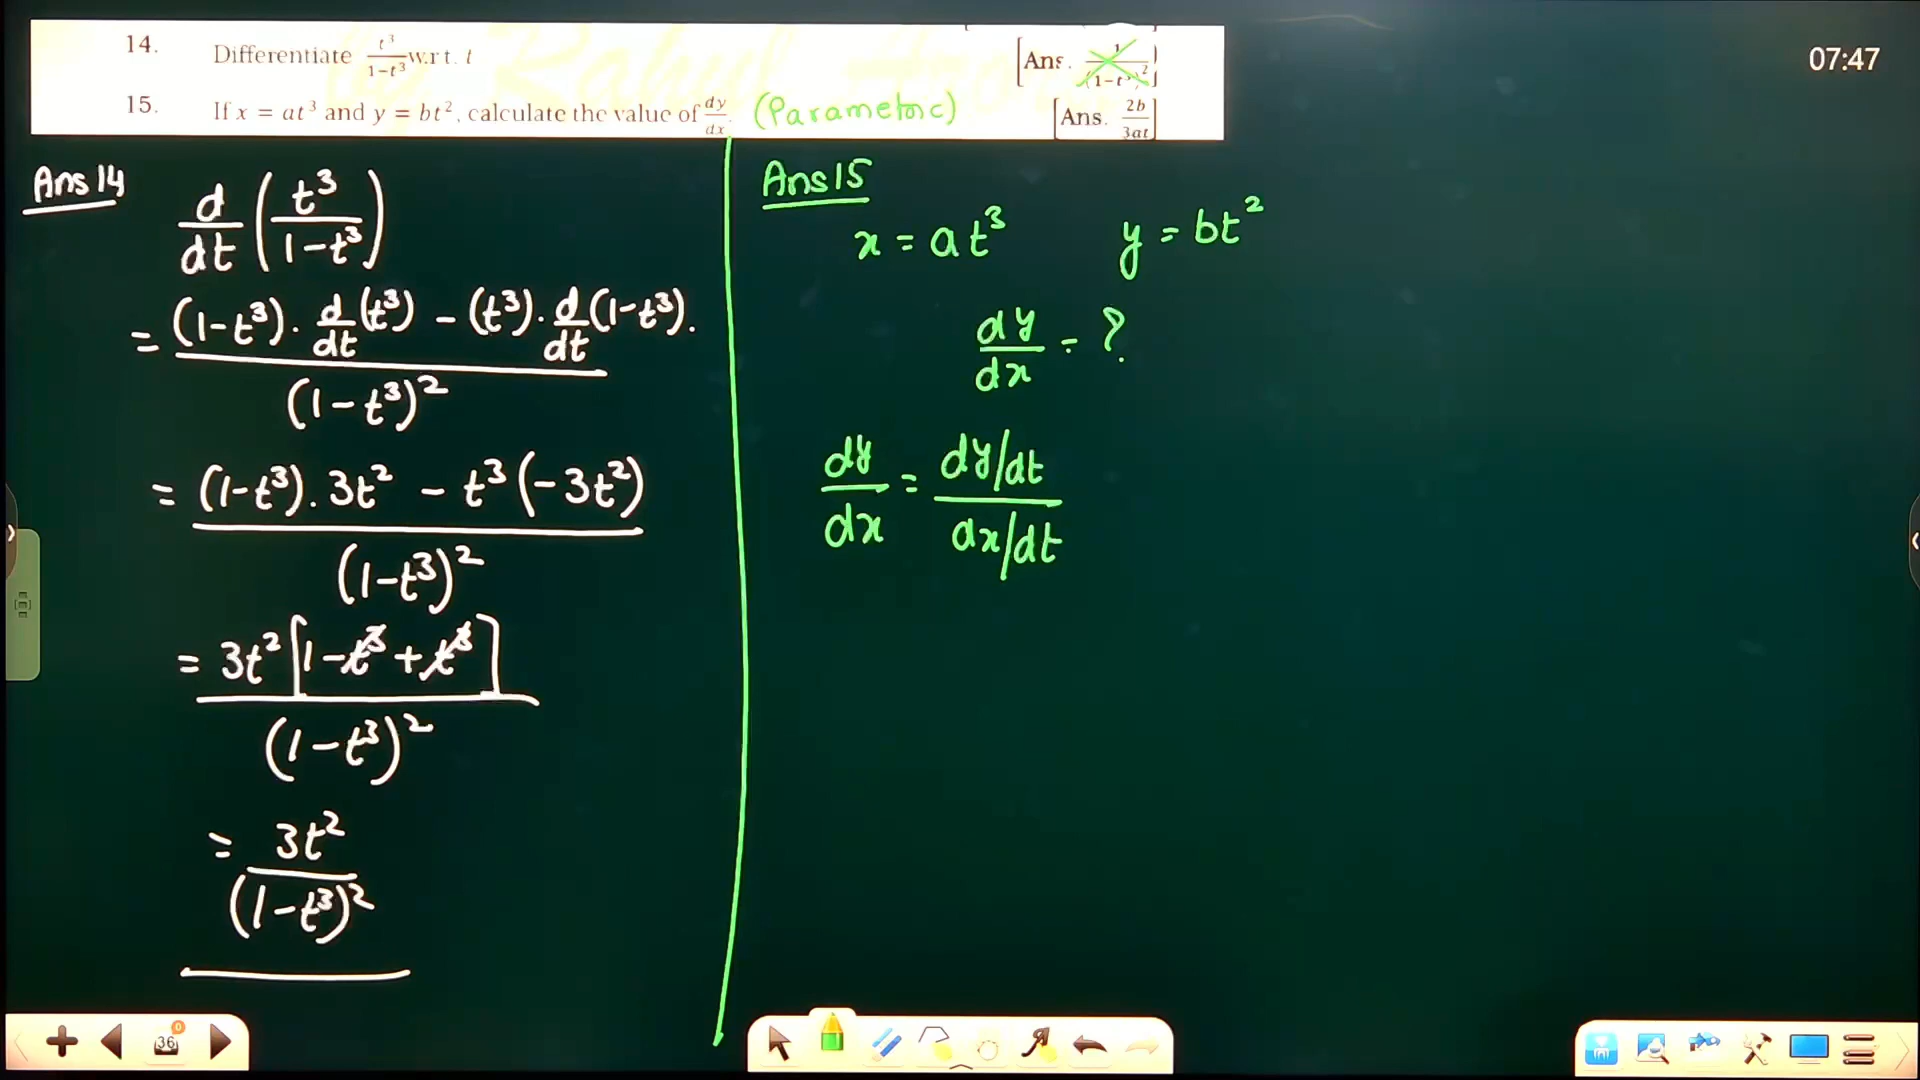 14. Differentiate t³/1−t³ w.r t. t [Ans. 1/(1−t³)²]
15. If x = at³ and y = bt², calculate the value of dy/dx. (Parametric) [Ans. 2b/3at]
07:47
Ans 14
d/dt (t³/1−t³)
= (1−t³). d/dt (t³) − (t³). d/dt (1−t³). / (1−t³)²
= (1−t³). 3t² − t³(−3t²) / (1−t³)²
= 3t² [1−t³+t³] / (1−t³)²
= 3t² / (1−t³)²
Ans 15
x = at³ y = bt²
dy/dx = ?
dy/dx = dy/dt / dx/dt
36
0